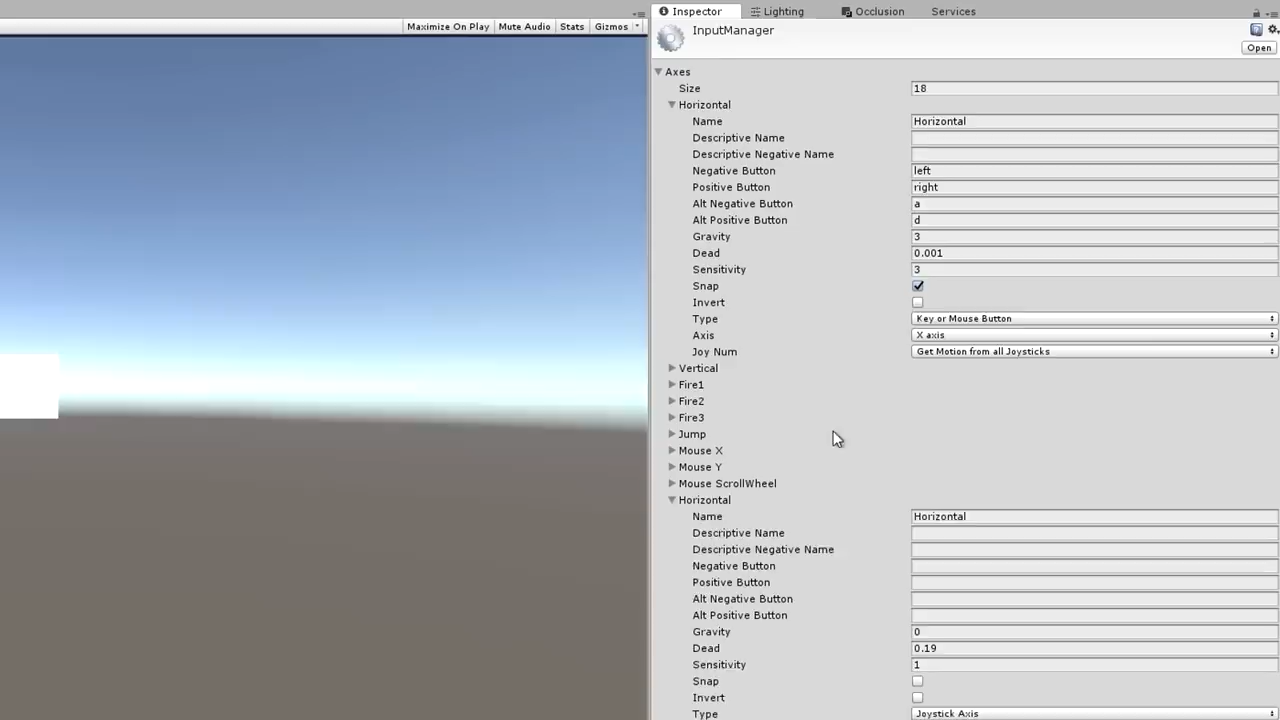 Maximize On Play Mute Audio Stats Gizmos
Inspector Lighting Occlusion Services
InputManager
Open
Axes
Size 18
Horizontal
Name Horizontal
Descriptive Name
Descriptive Negative Name
Negative Button left
Positive Button right
Alt Negative Button a
Alt Positive Button d
Gravity 3
Dead 0.001
Sensitivity 3
Snap
Invert
Type Key or Mouse Button
Axis X axis
Joy Num Get Motion from all Joysticks
Vertical
Fire1
Fire2
Fire3
Jump
Mouse X
Mouse Y
Mouse ScrollWheel
Horizontal
Name Horizontal
Descriptive Name
Descriptive Negative Name
Negative Button
Positive Button
Alt Negative Button
Alt Positive Button
Gravity 0
Dead 0.19
Sensitivity 1
Snap
Invert
Type Joystick Axis